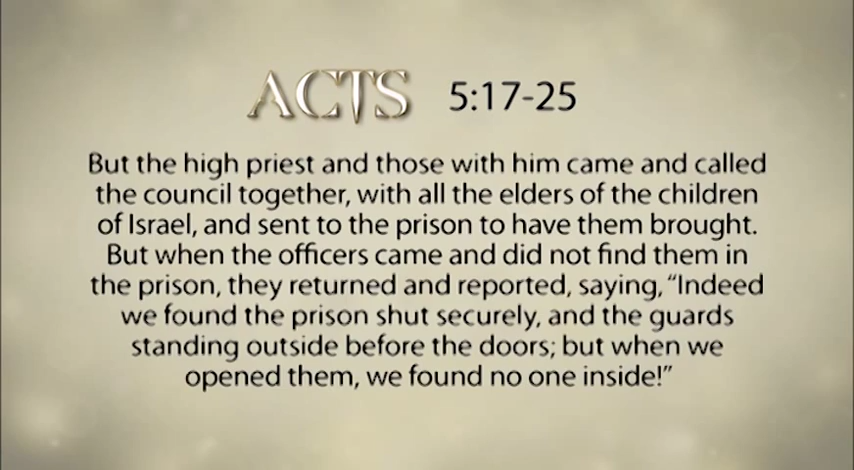 ACTS 5:17-25
But the high priest and those with him came and called
the council together, with all the elders of the children
of Israel, and sent to the prison to have them brought.
But when the officers came and did not find them in
the prison, they returned and reported, saying, “Indeed
we found the prison shut securely, and the guards
standing outside before the doors; but when we
opened them, we found no one inside!”